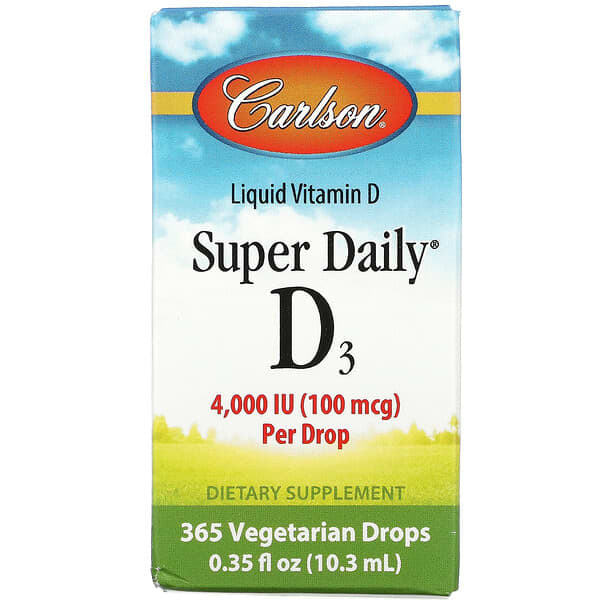 Carlson®
Liquid Vitamin D
Super Daily®
D3
4,000 IU (100 mcg)
Per Drop
DIETARY SUPPLEMENT
365 Vegetarian Drops
0.35 fl oz (10.3 mL)